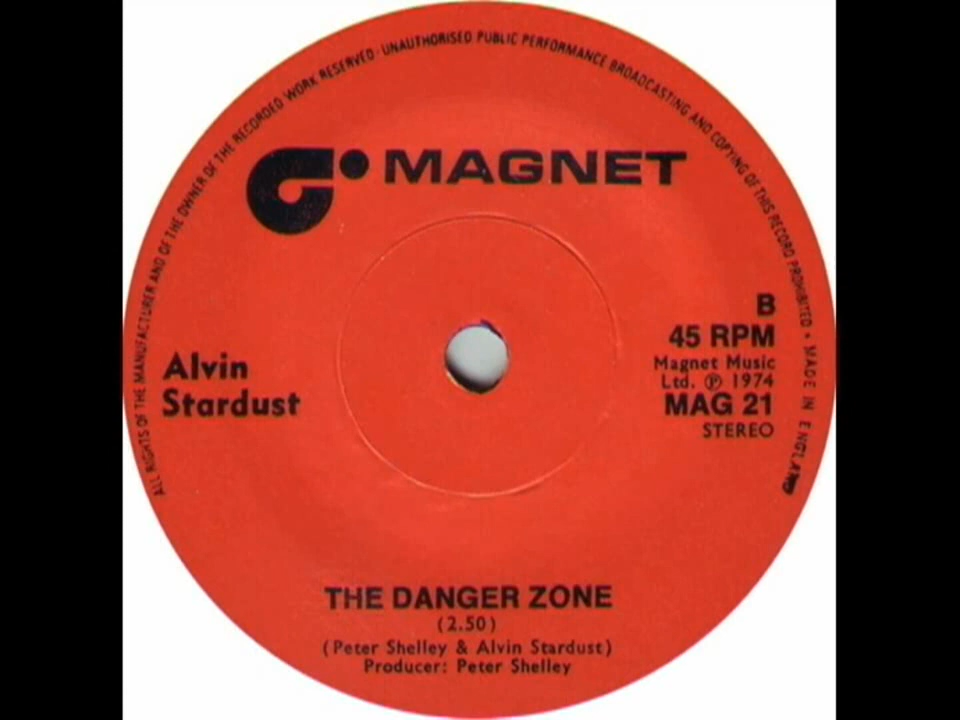 ALL RIGHTS OF THE MANUFACTURER AND OF THE OWNER OF THE RECORDED WORK RESERVED · UNAUTHORISED PUBLIC PERFORMANCE BROADCASTING AND COPYING OF THIS RECORD PROHIBITED • MADE IN ENGLAND
MAGNET
B
45 RPM
Magnet Music
Ltd. ℗ 1974
MAG 21
STEREO
Alvin
Stardust
THE DANGER ZONE
(2.50)
(Peter Shelley & Alvin Stardust)
Producer: Peter Shelley